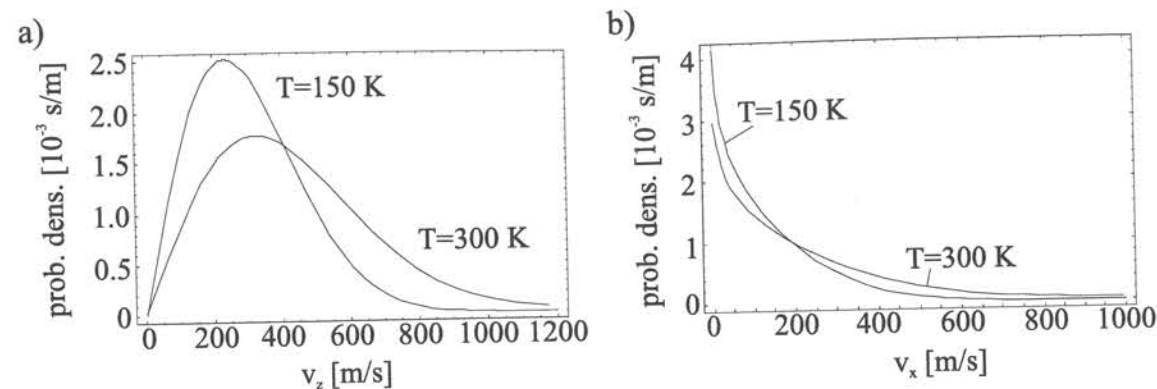 a)
prob. dens. [10⁻³ s/m]
2.5
2.0
1.5
1.0
0.5
0
T=150 K
T=300 K
0 200 400 600 800 1000 1200
v_z [m/s]
b)
prob. dens. [10⁻³ s/m]
4
3
2
1
0
T=150 K
T=300 K
0 200 400 600 800 1000
v_x [m/s]